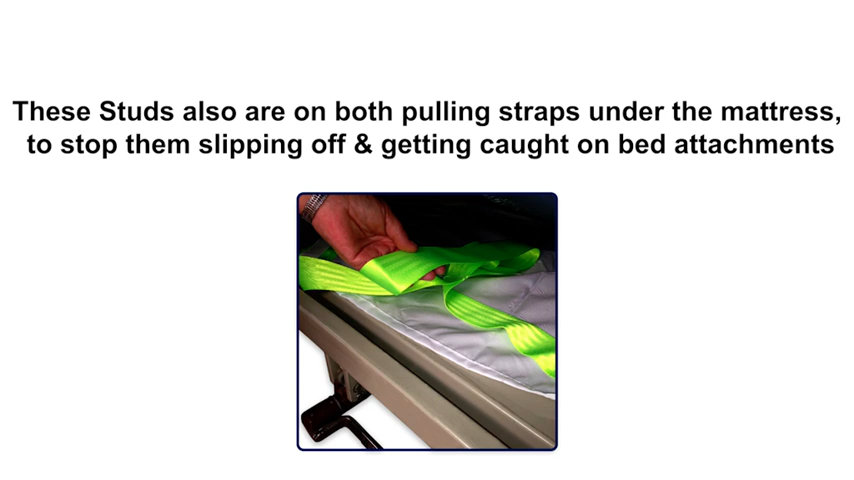 These Studs also are on both pulling straps under the mattress,
to stop them slipping off & getting caught on bed attachments